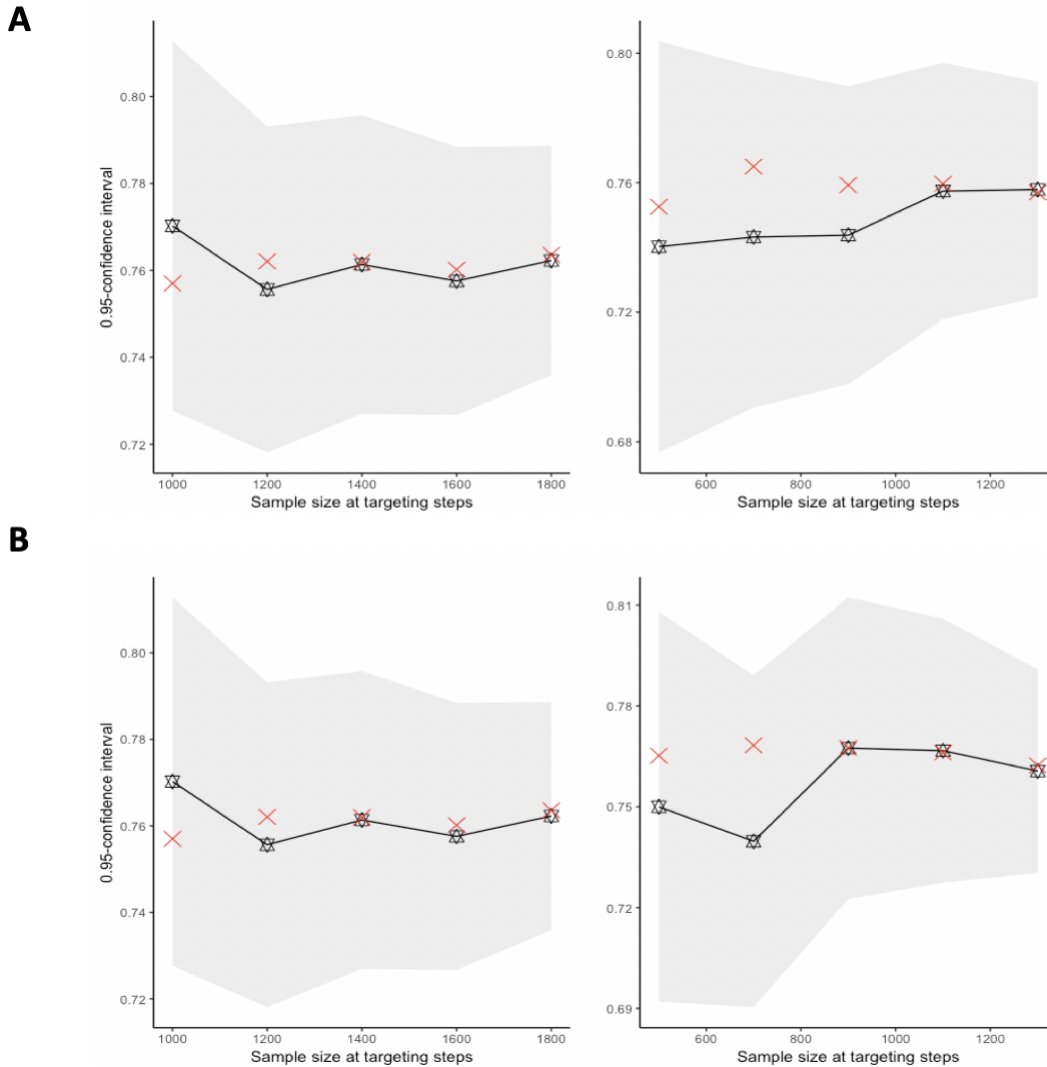 A
0.80
0.78
0.76
0.74
0.72
0.95-confidence interval
1000 1200 1400 1600 1800
Sample size at targeting steps
0.80
0.76
0.72
0.68
600 800 1000 1200
Sample size at targeting steps
B
0.80
0.78
0.76
0.74
0.72
0.95-confidence interval
1000 1200 1400 1600 1800
Sample size at targeting steps
0.81
0.78
0.75
0.72
0.69
600 800 1000 1200
Sample size at targeting steps